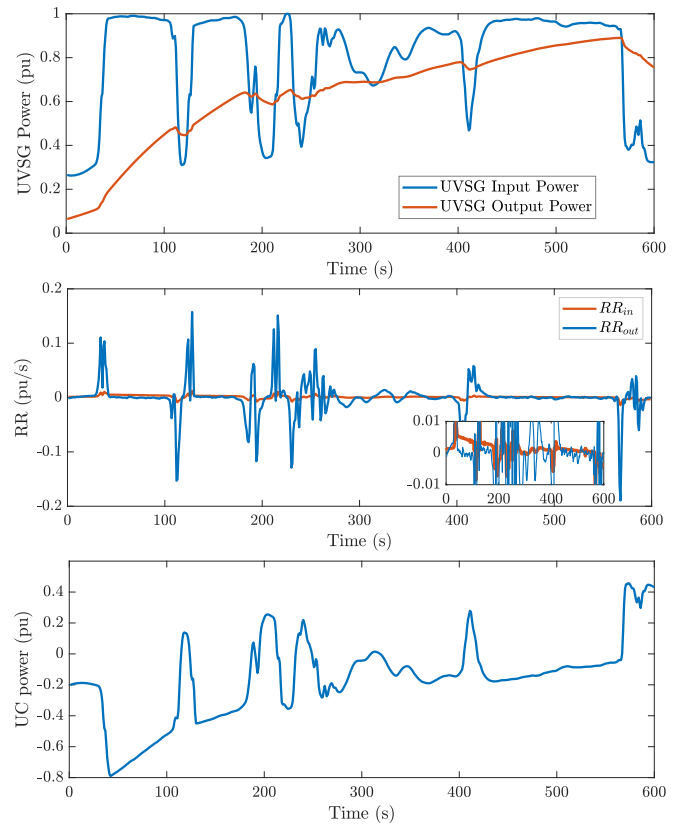 UVSG Power (pu)
1
0.8
0.6
0.4
0.2
0
UVSG Input Power
UVSG Output Power
0 100 200 300 400 500 600
Time (s)
RR (pu/s)
0.2
0.1
0
-0.1
-0.2
RR_in
RR_out
0.01
0
-0.01
0 200 400 600
0 100 200 300 400 500 600
Time (s)
UC power (pu)
0.4
0.2
0
-0.2
-0.4
-0.6
-0.8
0 100 200 300 400 500 600
Time (s)